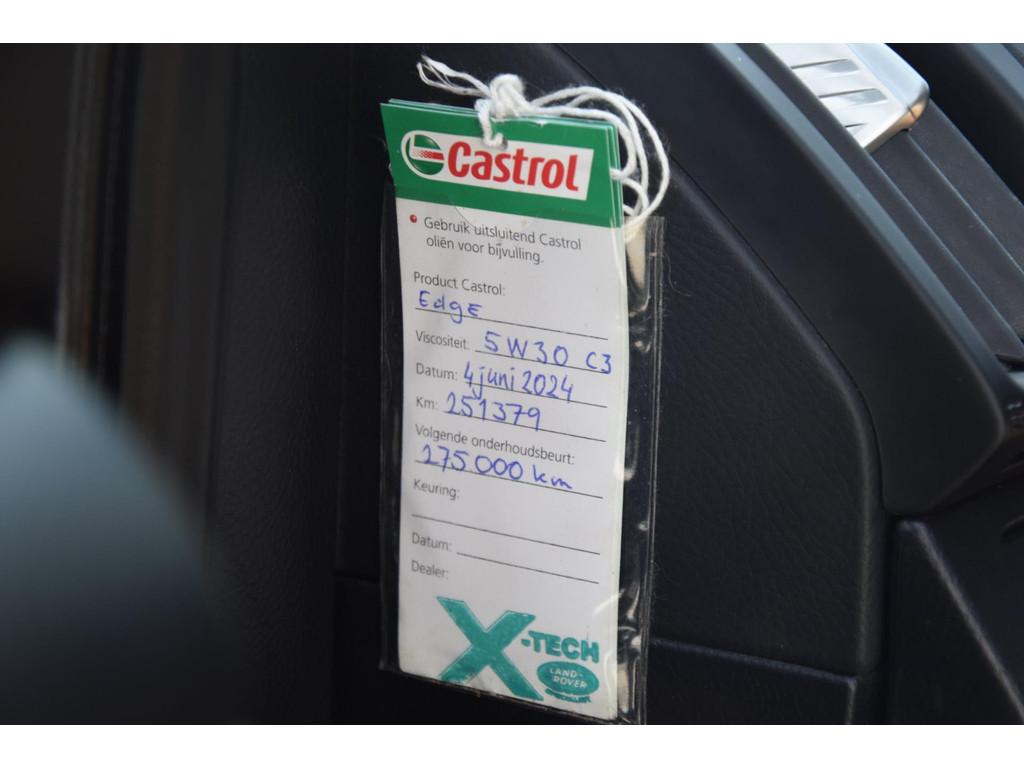 Castrol
Gebruik uitsluitend Castrol
oliën voor bijvulling.
Product Castrol:
Edge
Viscositeit: 5W30 C3
Datum: 4 juni 2024
Km: 251379
Volgende onderhoudsbeurt:
275000 km
Keuring:
Datum:
Dealer:
X-TECH
LAND-
ROVER